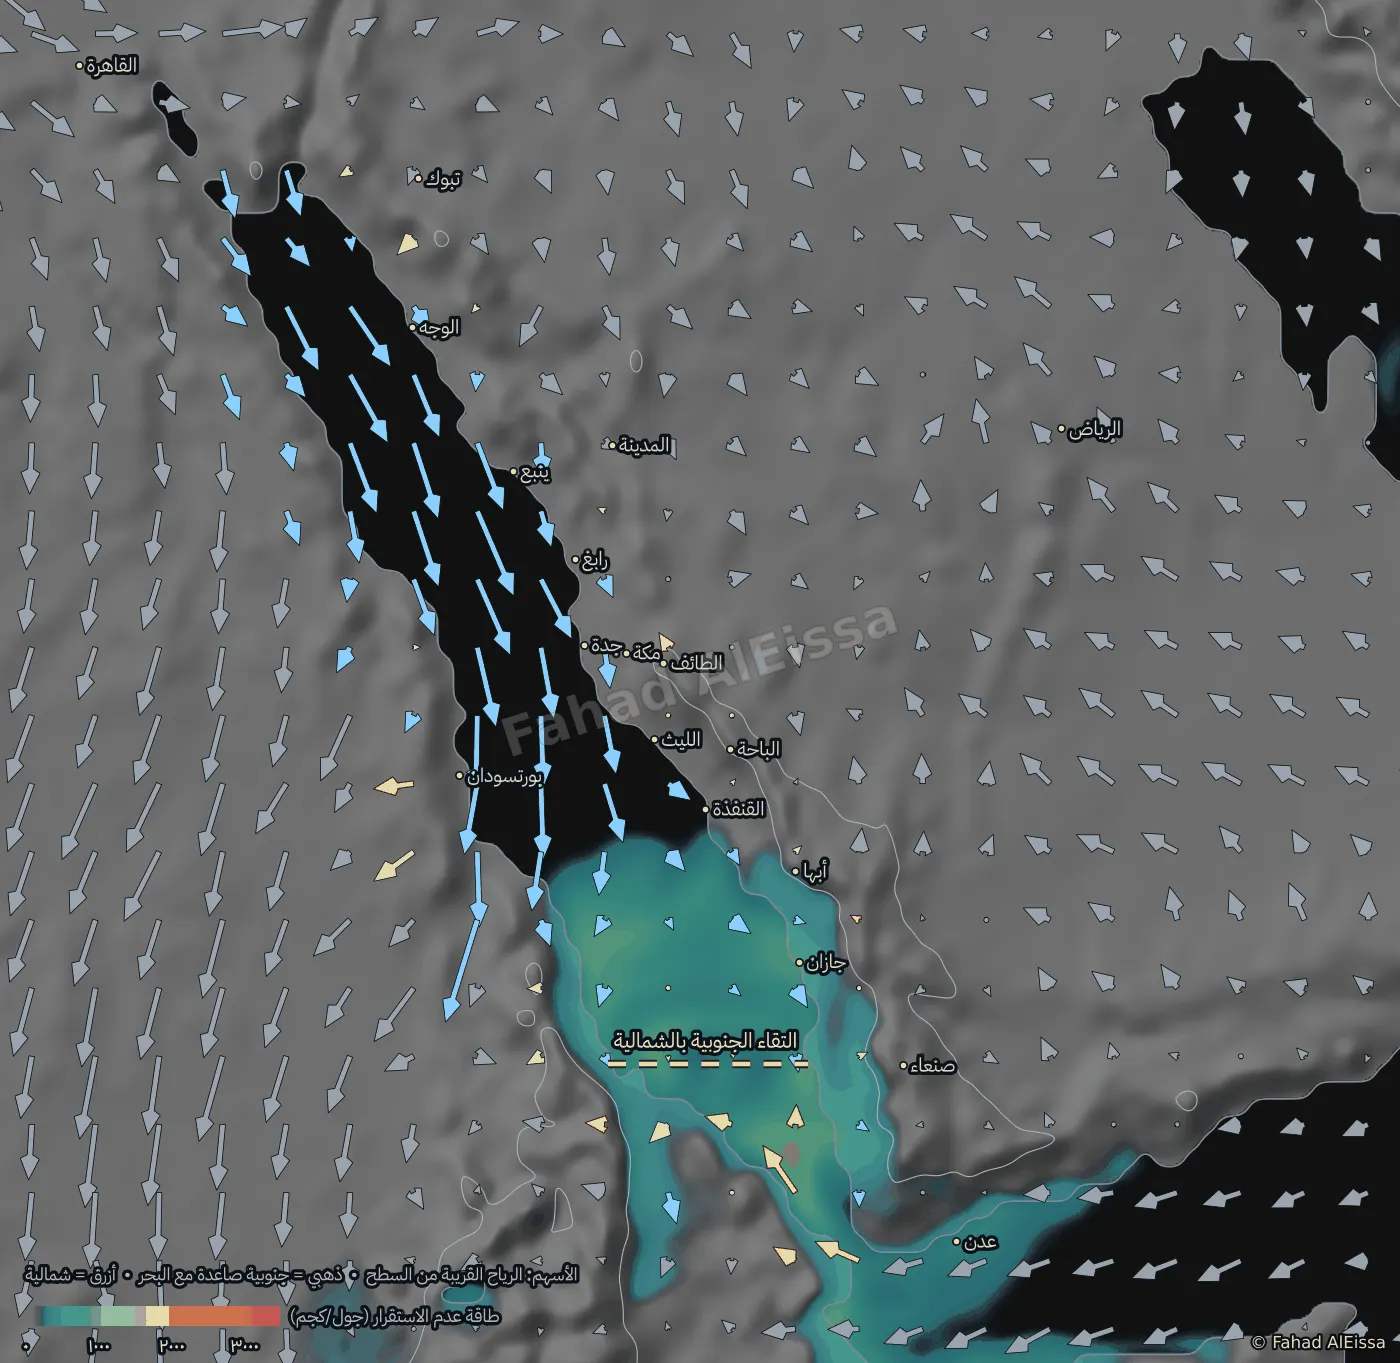 القاهرة
تبوك
الوجه
المدينة
الرياض
ينبع
رابغ
جدة
مكة
الطائف
الليث
الباحة
بورتسودان
القنفذة
أبها
جازان
التقاء الجنوبية بالشمالية
صنعاء
عدن
Fahad AlEissa
الأسهم: الرياح القريبة من السطح • ذهبي = جنوبية صاعدة مع البحر • أزرق = شمالية
طاقة عدم الاستقرار (جول/كجم)
٠ ١٠٠٠ ٢٠٠٠ ٣٠٠٠
© Fahad AlEissa